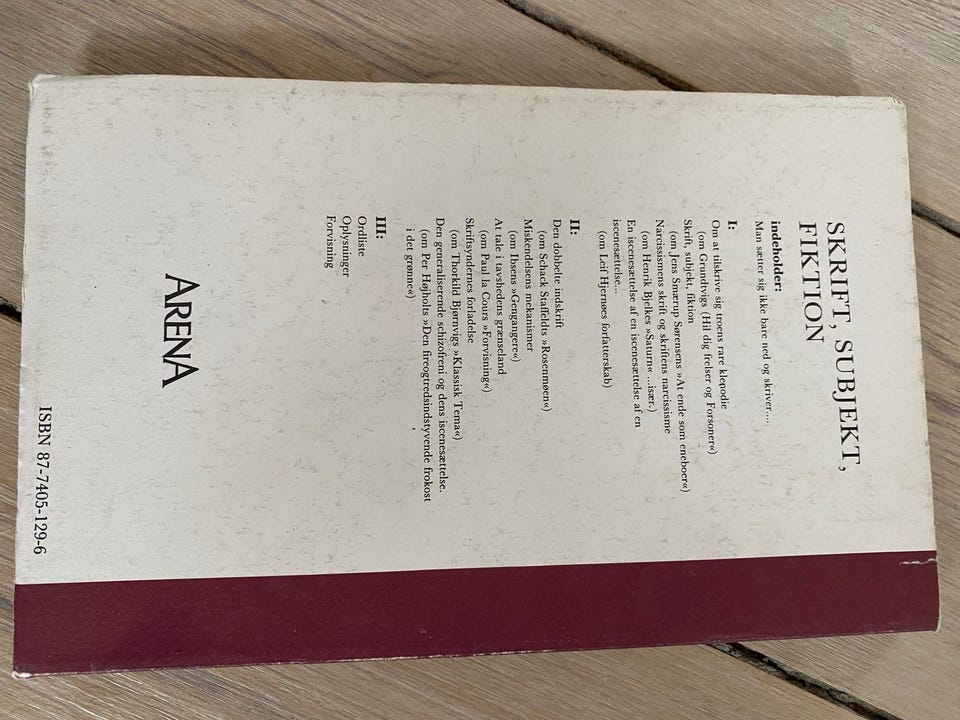 SKRIFT, SUBJEKT,
FIKTION
indeholder:
Man sætter sig ikke bare ned og skriver....
I:
Om at tilskrive sig troens rare klenodie
(om Grundtvigs (Hil dig frelser og Forsoner«)
Skrift, subjekt, fiktion
(om Jens Smærup Sørensens »At ende som eneboer«)
Narcissismens skrift og skriftens narcissisme
(om Henrik Bjelkes »Saturn« ...især.)
En iscenesættelse af en iscenesættelse af en
iscenesættelse...
(om Leif Hjernøes forfatterskab)
II:
Den dobbelte indskrift
(om Schack Staffeldts »Rosenmøen«)
Miskendelsens mekanismer
(om Ibsens »Gengangere«)
At tale i tavshedens grænseland
(om Paul la Cours »Forvisning«)
Skriftsyndernes forladelse
(om Thorkild Bjørnvigs »Klassisk Tema«)
Den generaliserende schizofreni og dens iscenesættelse.
(om Per Højholts »Den fireogtredsindstyvende frokost
i det grønne«)
III:
Ordliste
Oplysninger
Forvisning
ARENA
ISBN 87-7405-129-6